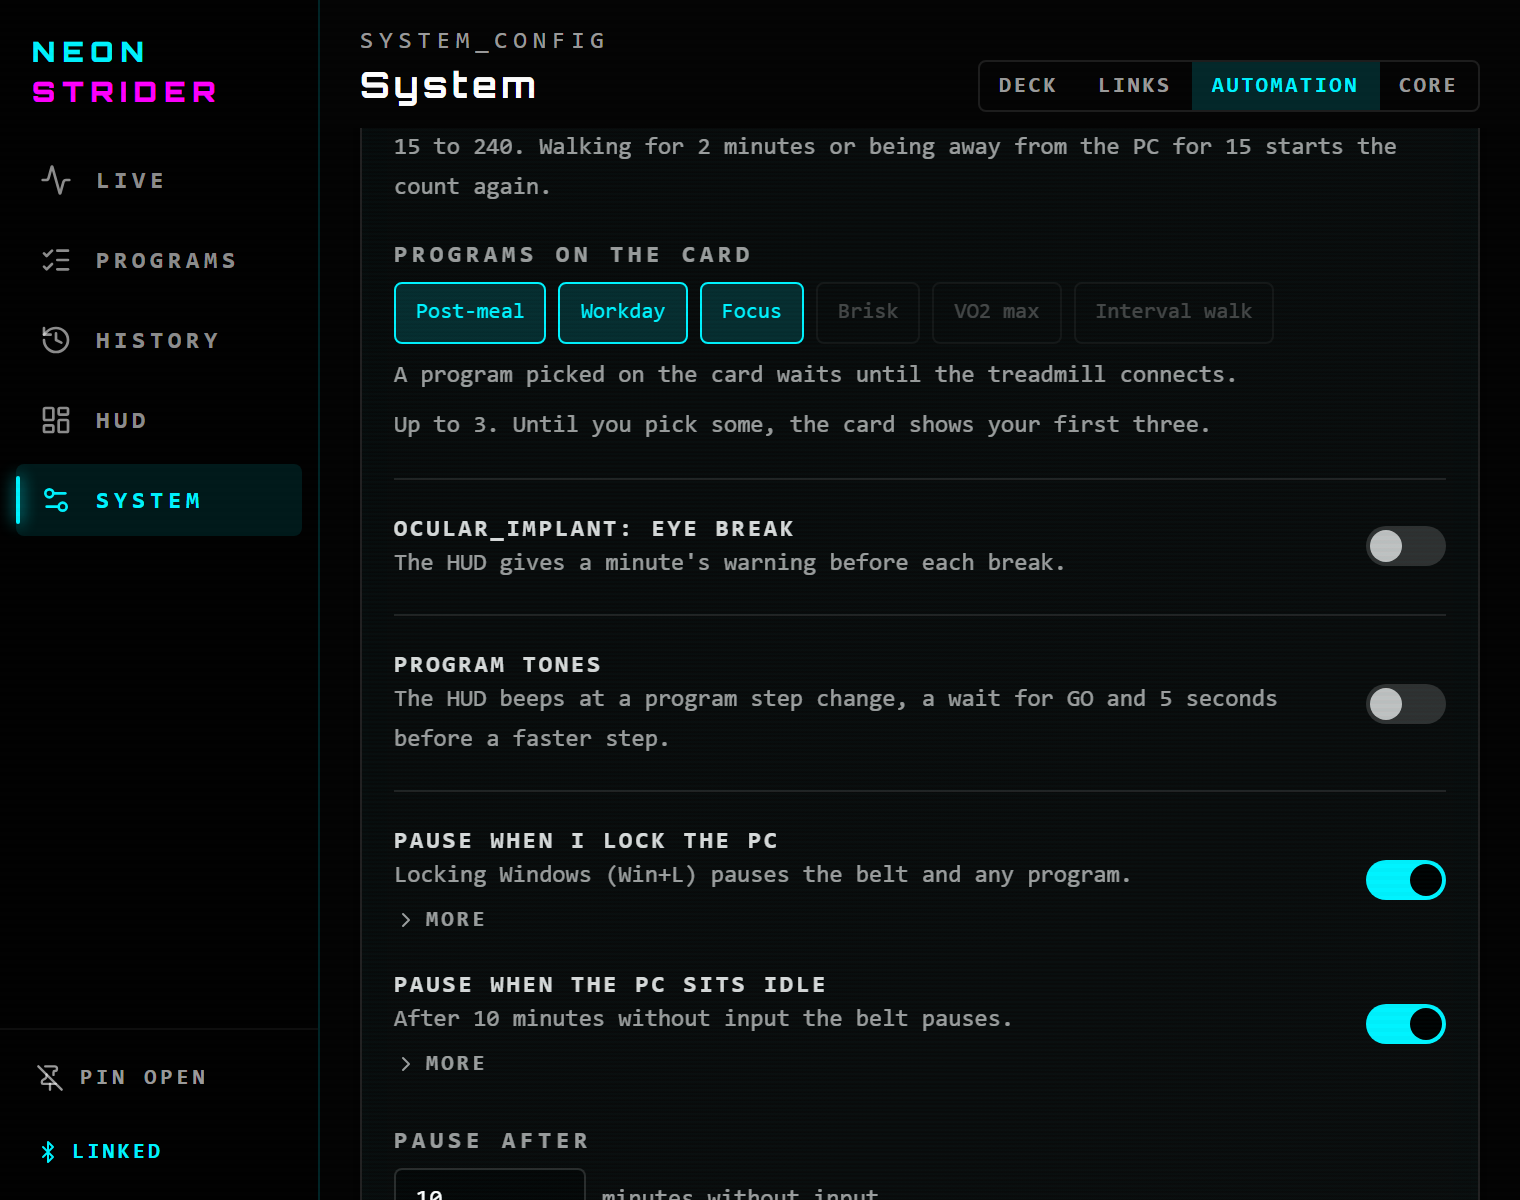 NEON
STRIDER
LIVE
PROGRAMS
HISTORY
HUD
SYSTEM
PIN OPEN
LINKED
SYSTEM_CONFIG
System
DECK LINKS AUTOMATION CORE
15 to 240. Walking for 2 minutes or being away from the PC for 15 starts the
count again.
PROGRAMS ON THE CARD
Post-meal Workday Focus Brisk VO2 max Interval walk
A program picked on the card waits until the treadmill connects.
Up to 3. Until you pick some, the card shows your first three.
OCULAR_IMPLANT: EYE BREAK
The HUD gives a minute's warning before each break.
PROGRAM TONES
The HUD beeps at a program step change, a wait for GO and 5 seconds
before a faster step.
PAUSE WHEN I LOCK THE PC
Locking Windows (Win+L) pauses the belt and any program.
MORE
PAUSE WHEN THE PC SITS IDLE
After 10 minutes without input the belt pauses.
MORE
PAUSE AFTER
10 minutes without input